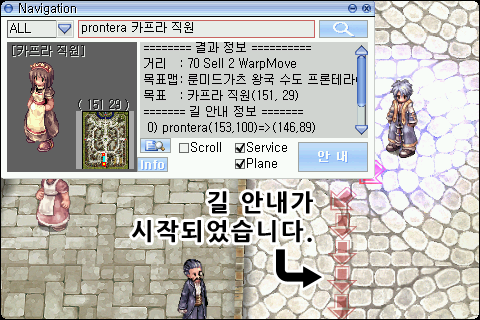 Navigation
ALL
prontera 카프라 직원
[카프라 직원]
( 151 29 )
======== 결과 정보 =========
거리 : 70 Sell 2 WarpMove
목표맵: 룬미드가츠 왕국 수도 프론테라
목표 : 카프라 직원(151, 29)
======= 길 안내 정보 =======
0) prontera(153,100)=>(146,89)
Info
Scroll
Service
Plane
안 내
길 안내가
시작되었습니다.